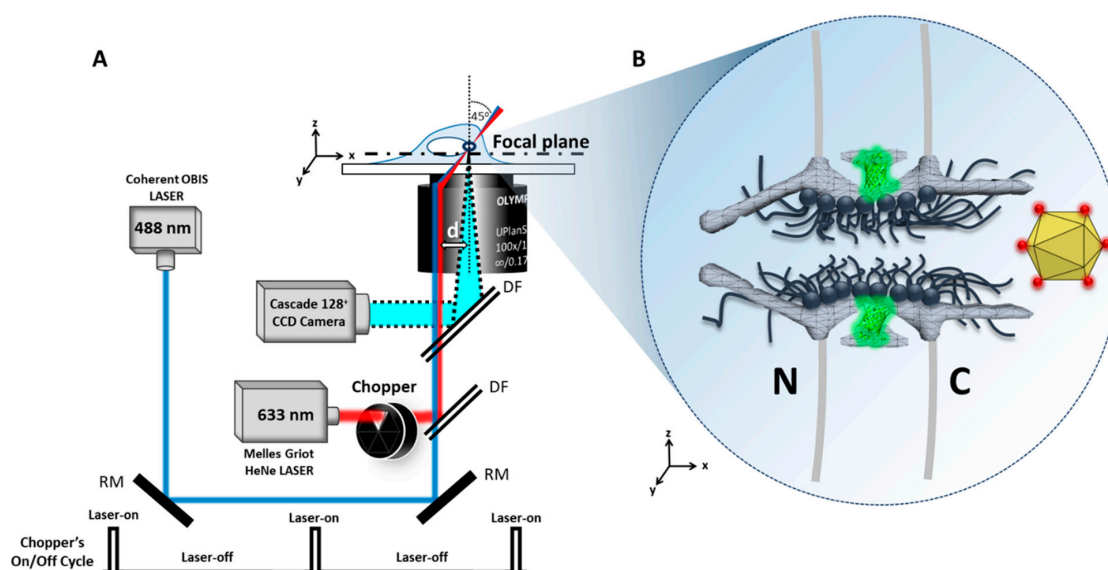 A
B
45°
z
Focal plane
x
y
Coherent OBIS
LASER
488 nm
OLYMP
UPlanS
100x/1
∞/0.17
d
DF
Cascade 128⁺
CCD Camera
DF
Chopper
633 nm
Melles Griot
HeNe LASER
RM
RM
N
C
z
x
y
Laser-on
Laser-on
Laser-on
Chopper's
On/Off Cycle
Laser-off
Laser-off